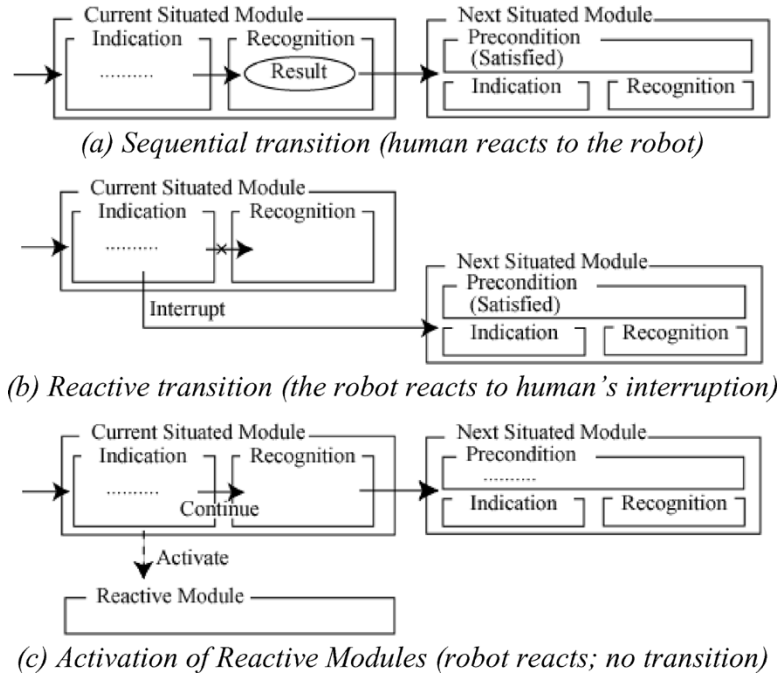 Current Situated Module
Next Situated Module
Indication
Recognition
Precondition
(Satisfied)
..........
Result
Indication
Recognition
(a) Sequential transition (human reacts to the robot)
Current Situated Module
Indication
Recognition
..........
Next Situated Module
Precondition
(Satisfied)
Interrupt
Indication
Recognition
(b) Reactive transition (the robot reacts to human's interruption)
Current Situated Module
Next Situated Module
Indication
Recognition
Precondition
..........
..........
Continue
Indication
Recognition
Activate
Reactive Module
(c) Activation of Reactive Modules (robot reacts; no transition)